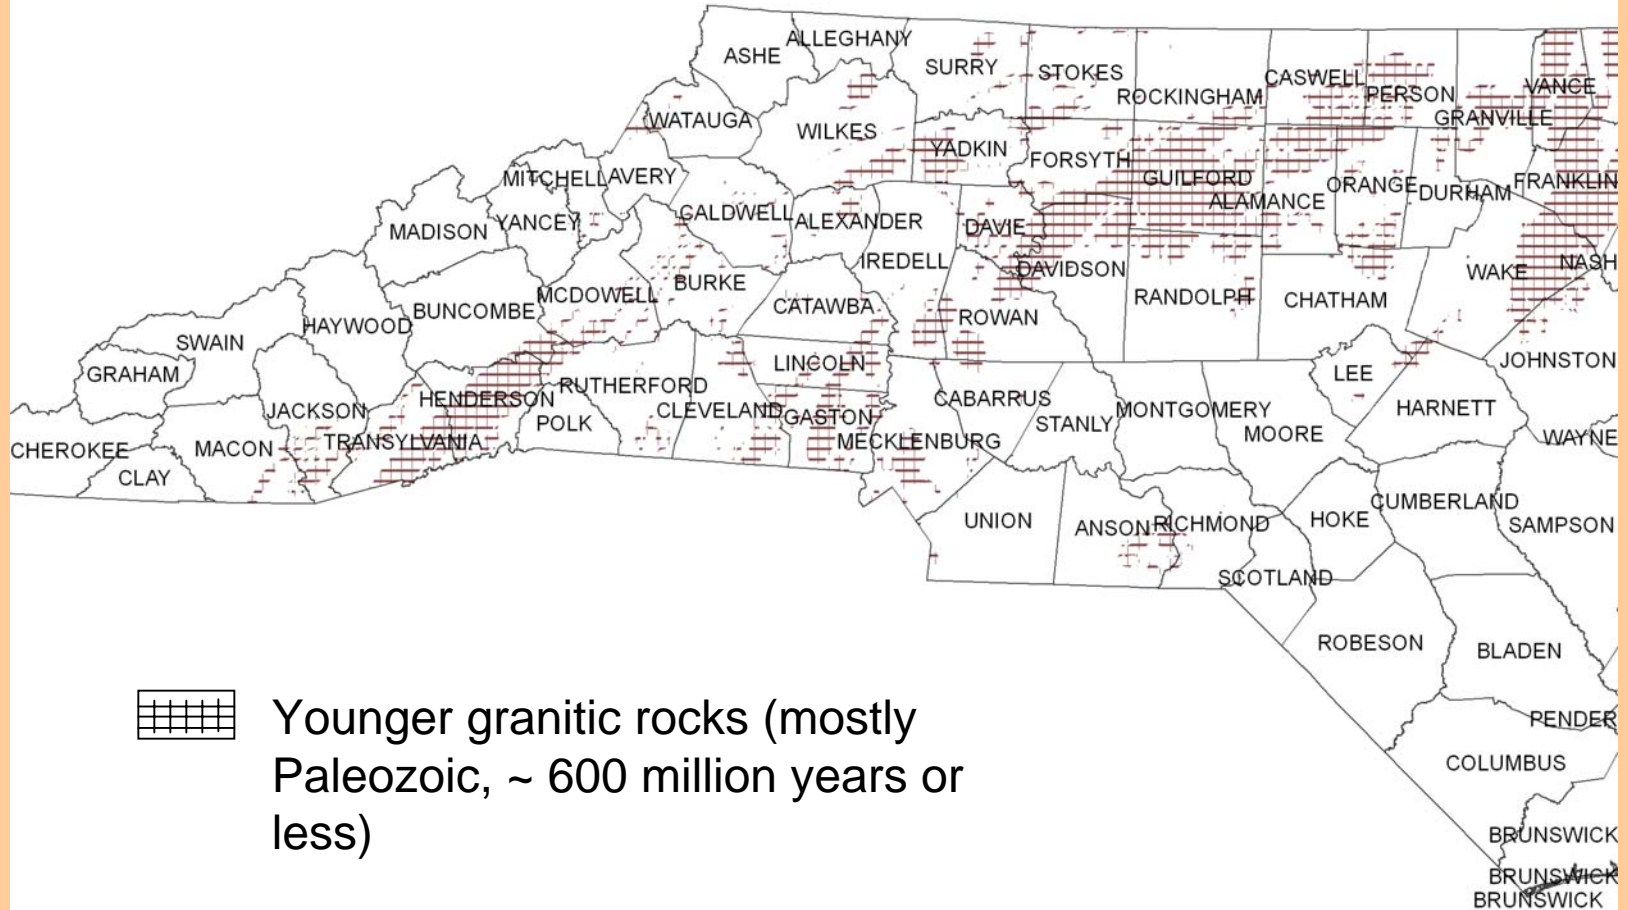 ALLEGHANY
ASHE
SURRY
STOKES
CASWELL
PERSON
VANCE
ROCKINGHAM
GRANVILLE
WATAUGA
WILKES
YADKIN
FORSYTH
MITCHELL
AVERY
GUILFORD
ORANGE
DURHAM
FRANKLIN
ALAMANCE
CALDWELL
ALEXANDER
YANCEY
MADISON
DAVIE
IREDELL
DAVIDSON
WAKE
NASH
BURKE
MCDOWELL
RANDOLPH
CHATHAM
BUNCOMBE
CATAWBA
ROWAN
HAYWOOD
SWAIN
GRAHAM
LINCOLN
JOHNSTON
LEE
RUTHERFORD
HENDERSON
CABARRUS
JACKSON
CLEVELAND
GASTON
MONTGOMERY
HARNETT
POLK
STANLY
MOORE
WAYNE
CHEROKEE
MACON
TRANSYLVANIA
MECKLENBURG
CLAY
CUMBERLAND
UNION
ANSON
RICHMOND
HOKE
SAMPSON
SCOTLAND
ROBESON
BLADEN
PENDER
COLUMBUS
BRUNSWICK
BRUNSWICK
BRUNSWICK
Younger granitic rocks (mostly
Paleozoic, ~ 600 million years or
less)